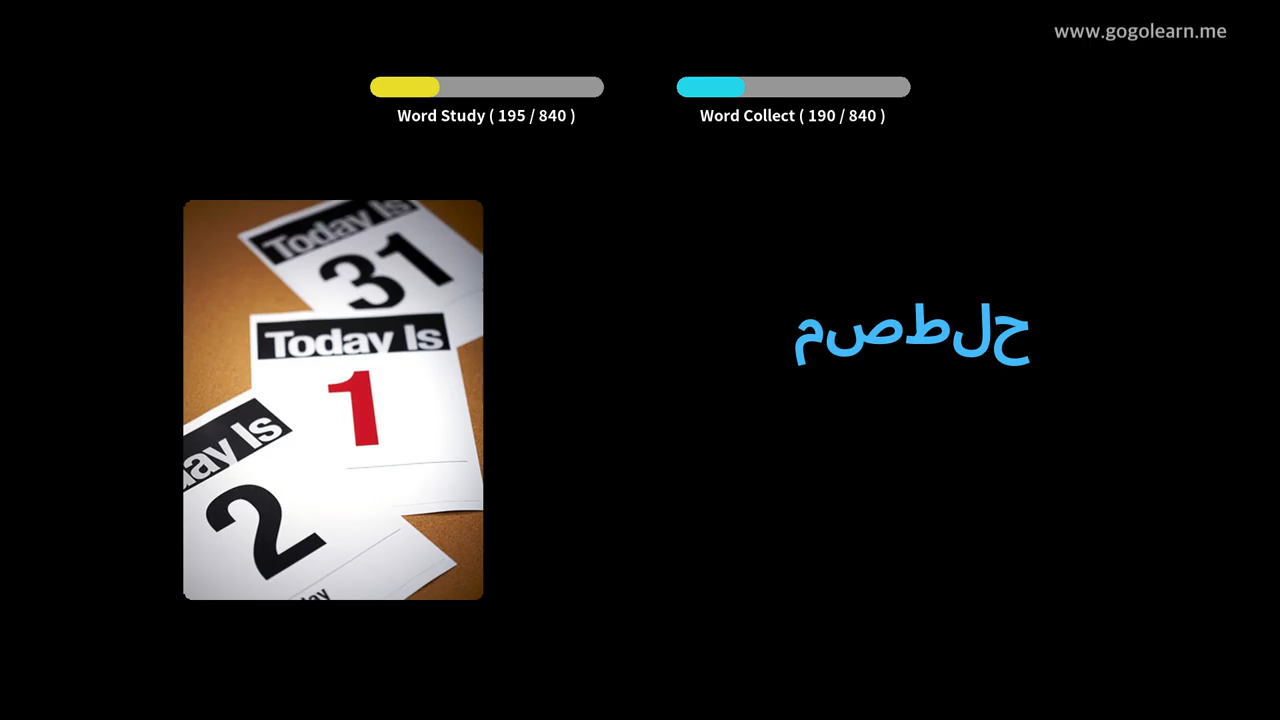 www.gogolearn.me
Word Study ( 195 / 840 )
Word Collect ( 190 / 840 )
Today Is
31
Today Is
1
ay Is
2
مصطلح